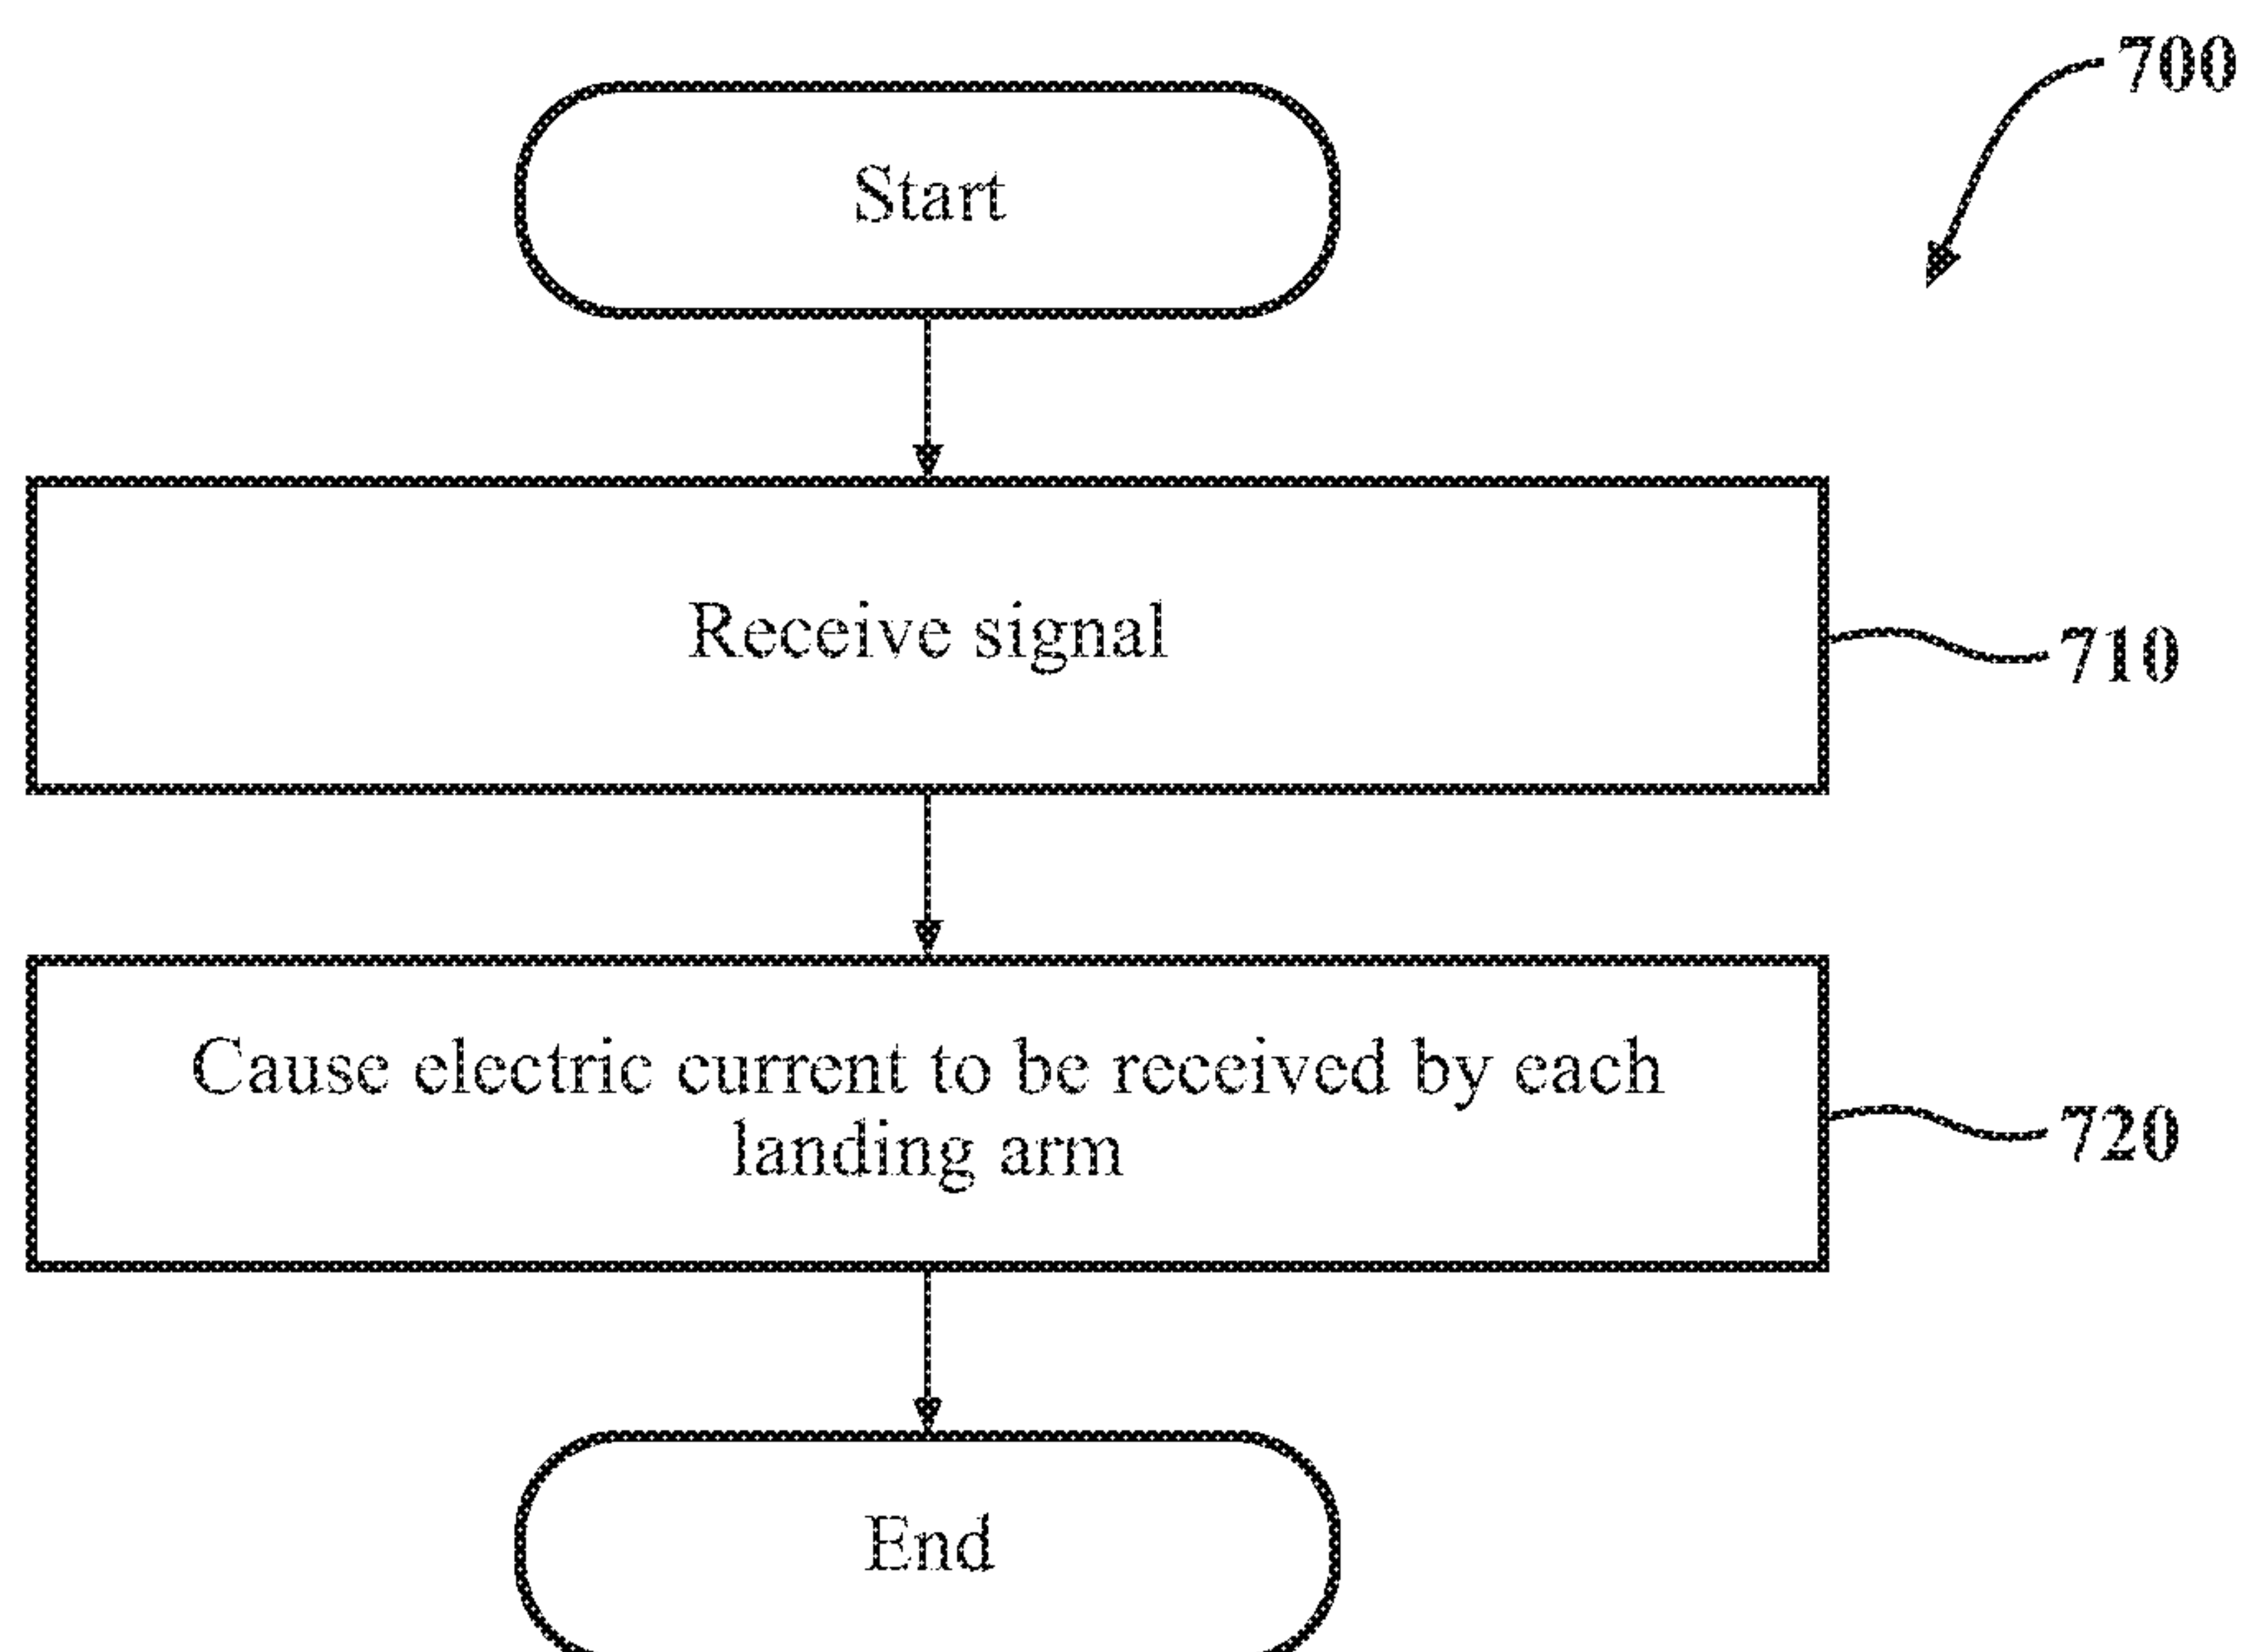 700
Start
Receive signal
710
Cause electric current to be received by each
landing arm
720
End